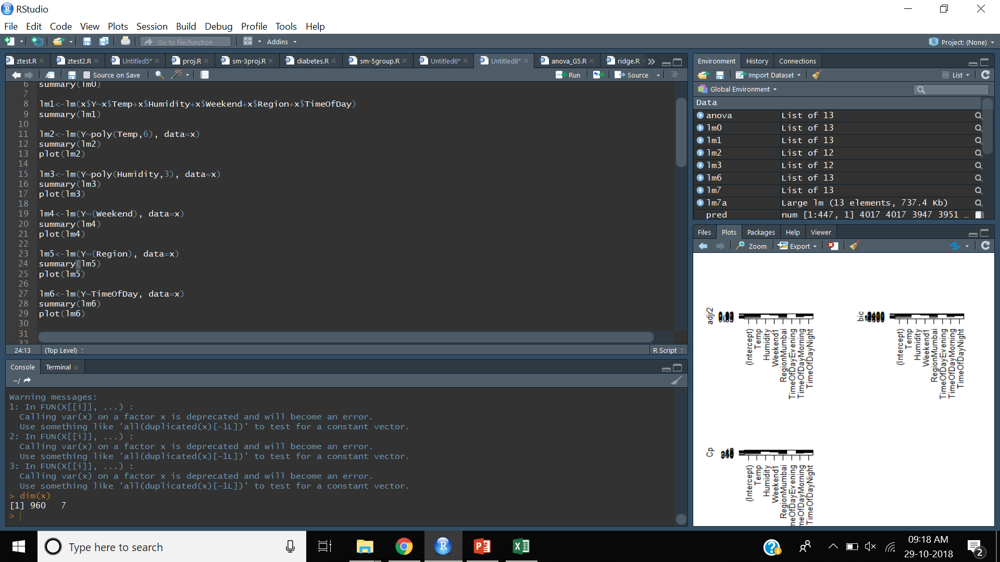 RStudio
File Edit Code View Plots Session Build Debug Profile Tools Help
Go to file/function Addins Project: (None)
ztest.R ztest2.R Untitled5* proj.R sm-3proj.R diabetes.R sm-5group.R Untitled6* Untitled8* anova_G5.R ridge.R
Source on Save Run Source
6 summary(lm0)
7
8 lm1<-lm(x$Y~x$Temp+x$Humidity+x$Weekend+x$Region+x$TimeOfDay)
9 summary(lm1)
10
11 lm2<-lm(Y~poly(Temp,6), data=x)
12 summary(lm2)
13 plot(lm2)
14
15 lm3<-lm(Y~poly(Humidity,3), data=x)
16 summary(lm3)
17 plot(lm3)
18
19 lm4<-lm(Y~(Weekend), data=x)
20 summary(lm4)
21 plot(lm4)
22
23 lm5<-lm(Y~(Region), data=x)
24 summary(lm5)
25 plot(lm5)
26
27 lm6<-lm(Y~TimeOfDay, data=x)
28 summary(lm6)
29 plot(lm6)
30
31
32
24:13 (Top Level) R Script
Console Terminal
~/
Warning messages:
1: In FUN(X[[i]], ...) :
Calling var(x) on a factor x is deprecated and will become an error.
Use something like 'all(duplicated(x)[-1L])' to test for a constant vector.
2: In FUN(X[[i]], ...) :
Calling var(x) on a factor x is deprecated and will become an error.
Use something like 'all(duplicated(x)[-1L])' to test for a constant vector.
3: In FUN(X[[i]], ...) :
Calling var(x) on a factor x is deprecated and will become an error.
Use something like 'all(duplicated(x)[-1L])' to test for a constant vector.
> dim(x)
[1] 960 7
>
Environment History Connections
Import Dataset List
Global Environment
Data
anova List of 13
lm0 List of 13
lm1 List of 13
lm2 List of 12
lm3 List of 12
lm6 List of 13
lm7 List of 13
lm7a Large lm (13 elements, 737.4 Kb)
pred num [1:447, 1] 4017 4017 3947 3951 …
Files Plots Packages Help Viewer
Zoom Export
adjr2
(Intercept)
Temp
Humidity
Weekend1
RegionMumbai
TimeOfDayEvening
TimeOfDayMorning
TimeOfDayNight
bic
(Intercept)
Temp
Humidity
Weekend1
RegionMumbai
TimeOfDayEvening
TimeOfDayMorning
TimeOfDayNight
Cp
(Intercept)
Temp
Humidity
Weekend1
RegionMumbai
meOfDayEvening
meOfDayMorning
TimeOfDayNight
Type here to search
09:18 AM
29-10-2018
2